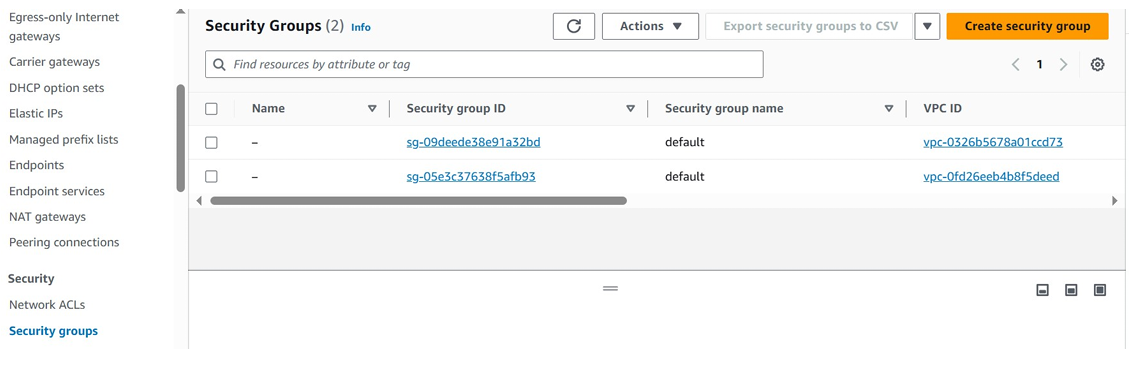 Egress-only Internet
gateways
Carrier gateways
DHCP option sets
Elastic IPs
Managed prefix lists
Endpoints
Endpoint services
NAT gateways
Peering connections
Security
Network ACLs
Security groups
Security Groups (2) Info
Actions
Export security groups to CSV
Create security group
Find resources by attribute or tag
1
Name Security group ID Security group name VPC ID
– sg-09deede38e91a32bd default vpc-0326b5678a01ccd73
– sg-05e3c37638f5afb93 default vpc-0fd26eeb4b8f5deed